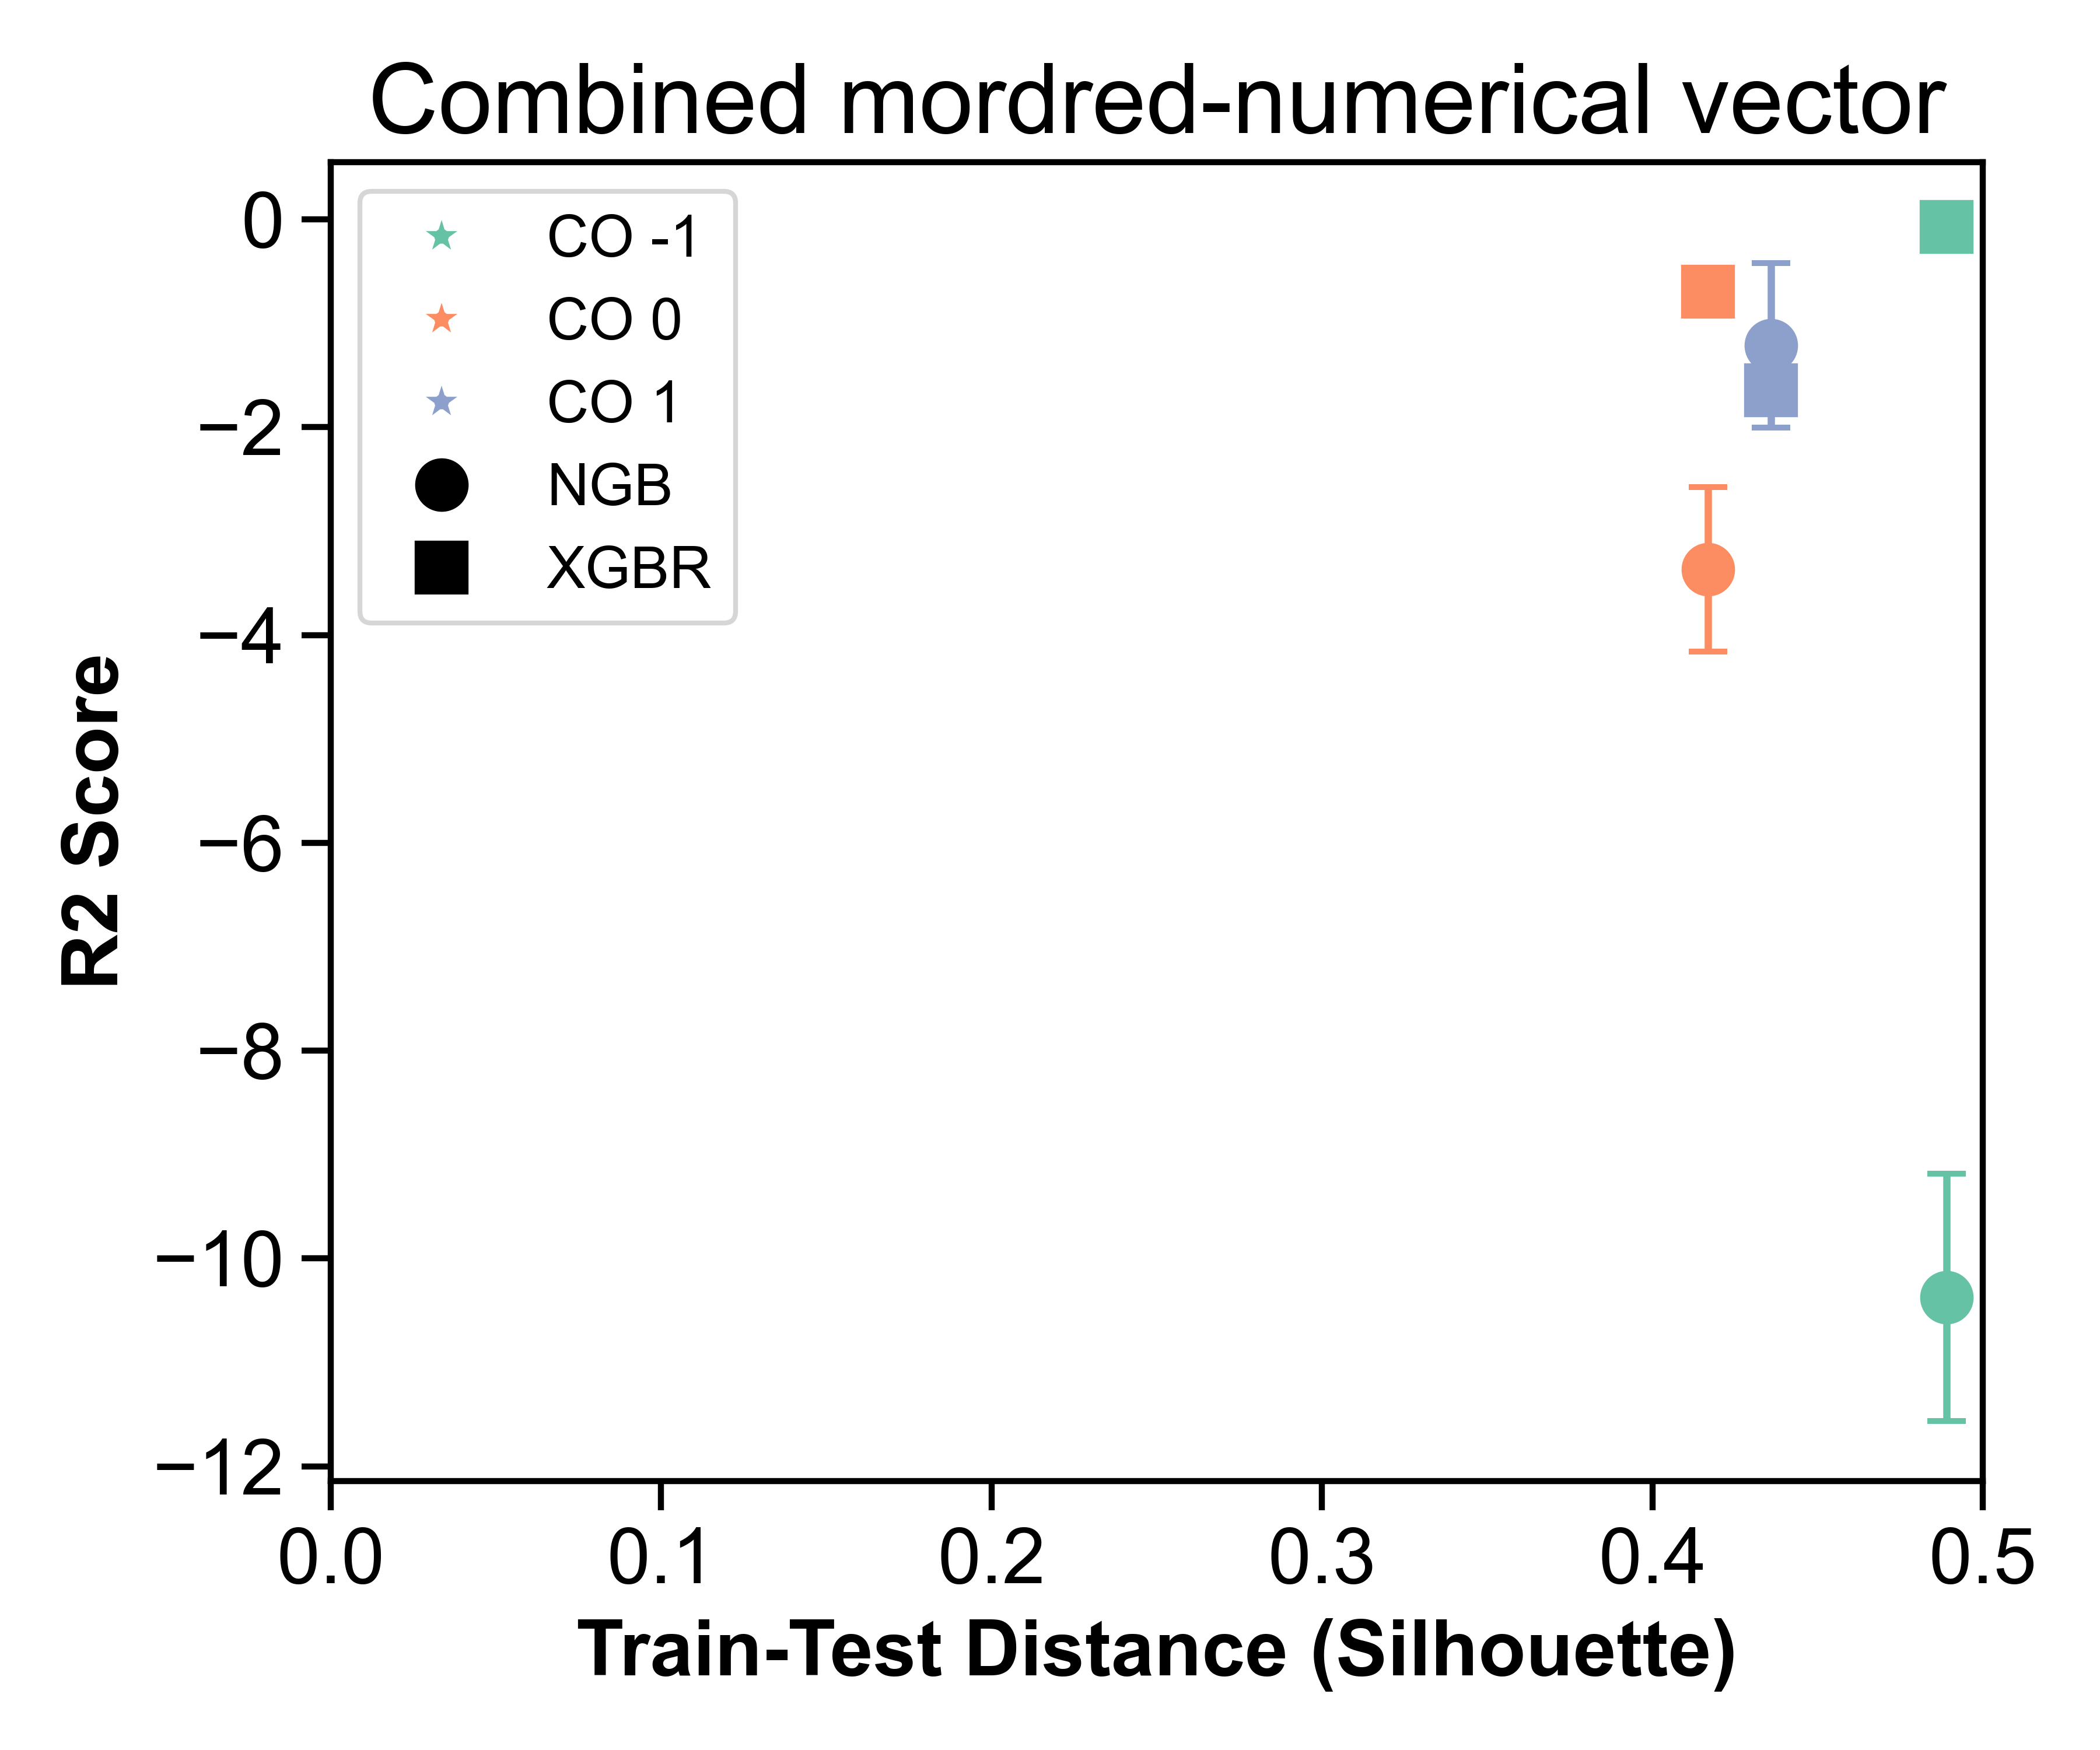 Combined mordred-numerical vector
CO -1
CO 0
CO 1
NGB
XGBR
R2 Score
0
−2
−4
−6
−8
−10
−12
0.0 0.1 0.2 0.3 0.4 0.5
Train-Test Distance (Silhouette)